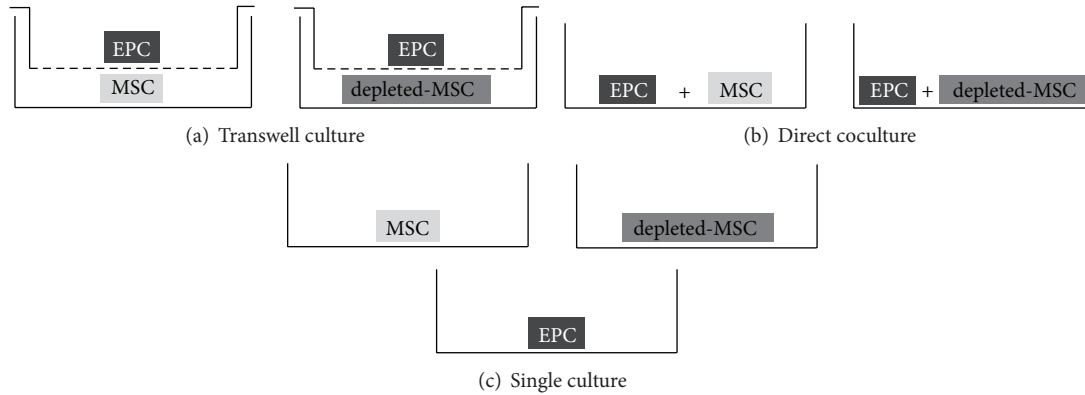 EPC
MSC
EPC
depleted-MSC
(a) Transwell culture
EPC + MSC
EPC + depleted-MSC
(b) Direct coculture
MSC
depleted-MSC
EPC
(c) Single culture